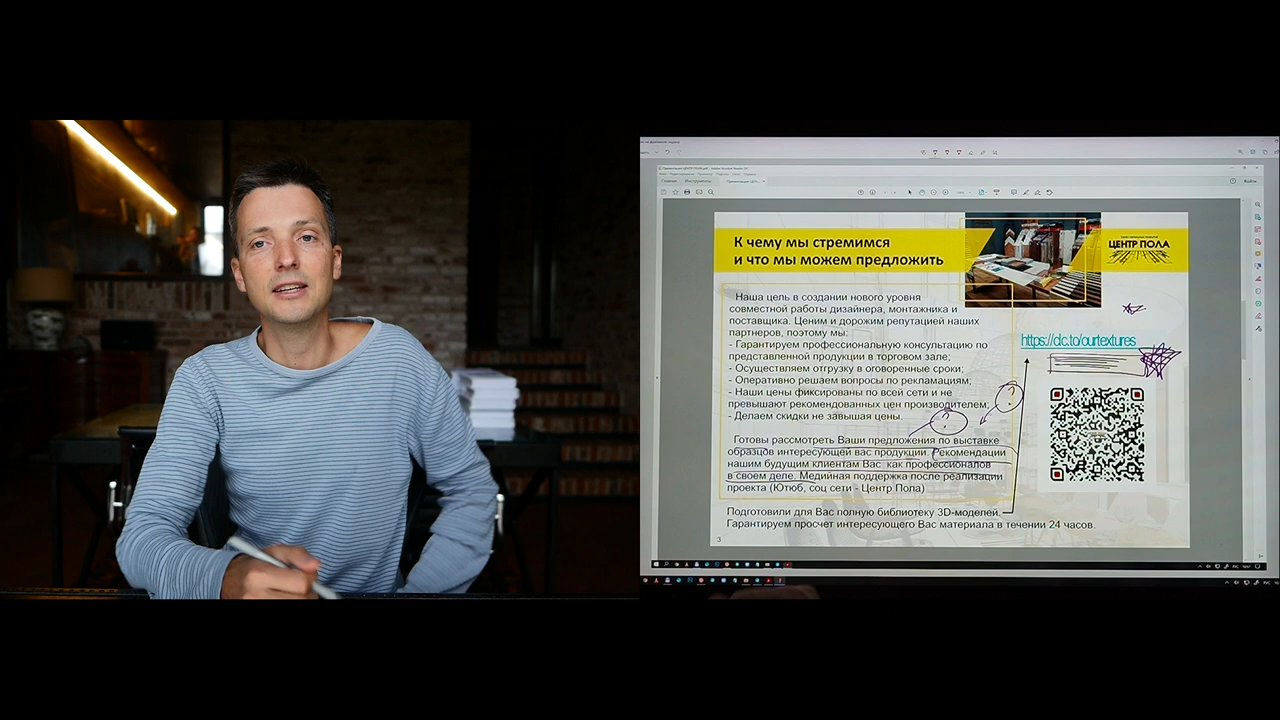 К чему мы стремимся
и что мы можем предложить
ЦЕНТР ПОЛА
Наша цель в создании нового уровня
совместной работы дизайнера, монтажника и
поставщика. Ценим и дорожим репутацией наших
партнеров, поэтому мы:
- Гарантируем профессиональную консультацию по
представленной продукции в торговом зале;
- Осуществляем отгрузку в оговоренные сроки;
- Оперативно решаем вопросы по рекламациям;
- Наши цены фиксированы по всей сети и не
превышают рекомендованных цен производителем;
- Делаем скидки не завышая цены.
Готовы рассмотреть Ваши предложения по выставке
образцов интересующей вас продукции. Рекомендации
нашим будущим клиентам Вас как профессионалов
в своем деле. Медийная поддержка после реализации
проекта (Ютюб, соц сети - Центр Пола)
Подготовили для Вас полную библиотеку 3D-моделей.
Гарантируем просчет интересующего Вас материала в течении 24 часов.
https://dc.to/ourtextures
?
?
3